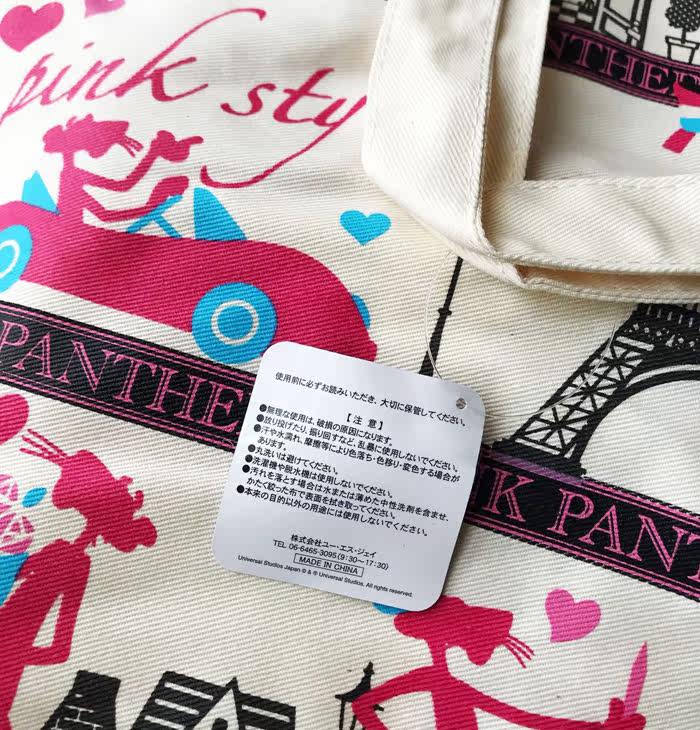 pink sty
NTHE
PANTHE
K PANT
使用前に必ずお読みいただき、大切に保管してください。
【注意】
●無理な使用は、破損の原因になります。
●放り投げたり、振り回すなど、乱暴に使用しないでください。
●汗や水濡れ、摩擦等により色落ち・色移り・変色する場合が
あります。
●丸洗いは避けてください。
●洗濯機や脱水機は使用しないでください。
●汚れを落とす場合は水または薄めた中性洗剤を含ませ、
かたく絞った布で表面を拭き取ってください。
●本来の目的以外の用途には使用しないでください。
株式会社ユー・エス・ジェイ
TEL 06-6465-3095(9:30〜17:30)
MADE IN CHINA
Universal Studios Japan © & ® Universal Studios. All rights reserved.